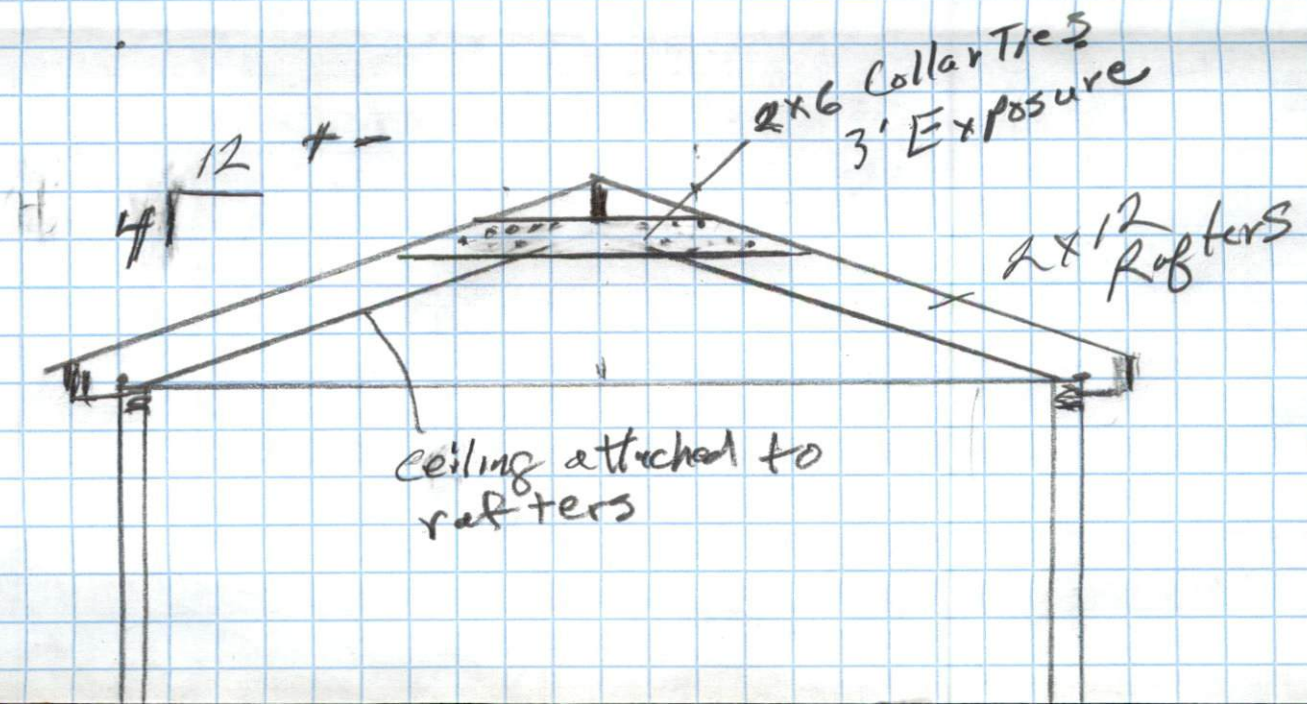 2x6 Collar Ties
3' Exposure
12 + -
4
2x12
Rafters
ceiling attached to
rafters